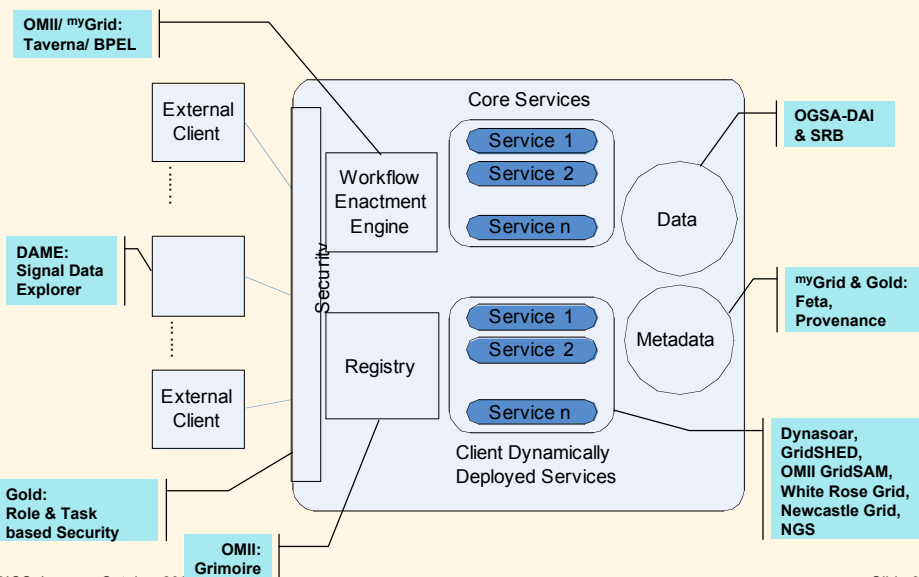 OMII/ myGrid:
Taverna/ BPEL
External
Client
Core Services
Service 1
Service 2
Service n
OGSA-DAI
& SRB
Workflow
Enactment
Engine
Data
Security
DAME:
Signal Data
Explorer
myGrid & Gold:
Feta,
Provenance
Service 1
Service 2
Service n
Metadata
Registry
External
Client
Client Dynamically
Deployed Services
Dynasoar,
GridSHED,
OMII GridSAM,
White Rose Grid,
Newcastle Grid,
NGS
Gold:
Role & Task
based Security
OMII:
Grimoire